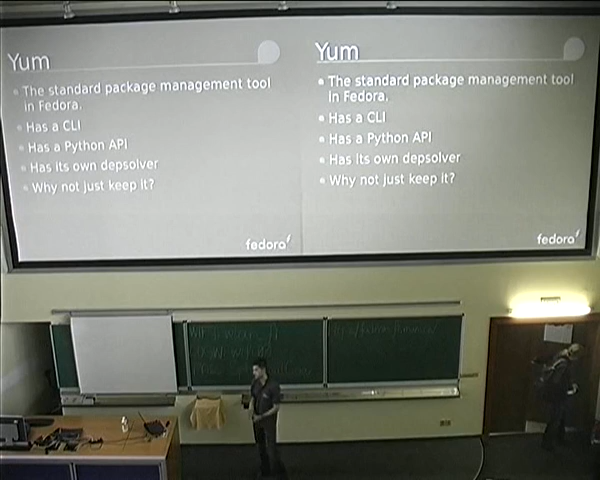 Yum
The standard package management tool
in Fedora.
Has a CLI
Has a Python API
Has its own depsolver
Why not just keep it?
fedora
Yum
The standard package management tool
in Fedora.
Has a CLI
Has a Python API
Has its own depsolver
Why not just keep it?
fedora